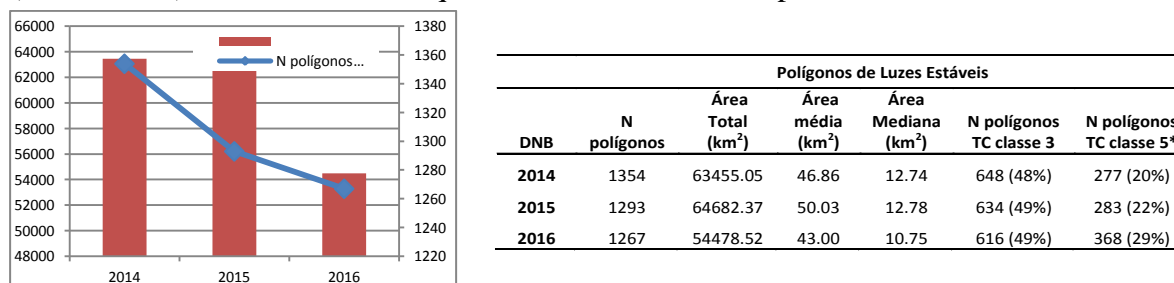 66000
64000
62000
60000
58000
56000
54000
52000
50000
48000
N polígonos...
1380
1360
1340
1320
1300
1280
1260
1240
1220
2014 2015 2016
Polígonos de Luzes Estáveis
DNB N polígonos Área Total (km²) Área média (km²) Área Mediana (km²) N polígonos TC classe 3 N polígonos TC classe 5*
2014 1354 63455.05 46.86 12.74 648 (48%) 277 (20%)
2015 1293 64682.37 50.03 12.78 634 (49%) 283 (22%)
2016 1267 54478.52 43.00 10.75 616 (49%) 368 (29%)